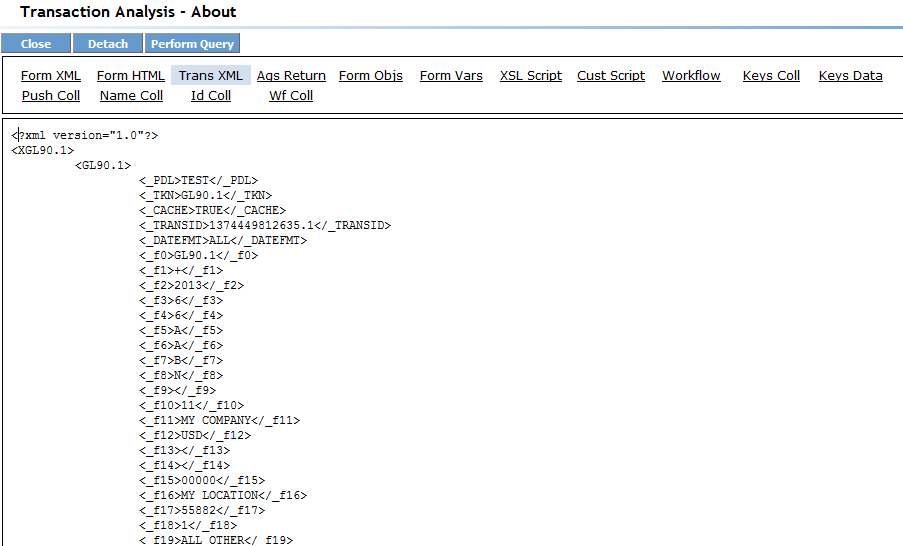 Transaction Analysis - About
Close Detach Perform Query
Form XML Form HTML Trans XML Ags Return Form Objs Form Vars XSL Script Cust Script Workflow Keys Coll Keys Data
Push Coll Name Coll Id Coll Wf Coll
<?xml version="1.0"?>
<XGL90.1>
<GL90.1>
<_PDL>TEST</_PDL>
<_TKN>GL90.1</_TKN>
<_CACHE>TRUE</_CACHE>
<_TRANSID>1374449812635.1</_TRANSID>
<_DATEFMT>ALL</_DATEFMT>
<_f0>GL90.1</_f0>
<_f1>+</_f1>
<_f2>2013</_f2>
<_f3>6</_f3>
<_f4>6</_f4>
<_f5>A</_f5>
<_f6>A</_f6>
<_f7>B</_f7>
<_f8>N</_f8>
<_f9></_f9>
<_f10>11</_f10>
<_f11>MY COMPANY</_f11>
<_f12>USD</_f12>
<_f13></_f13>
<_f14></_f14>
<_f15>00000</_f15>
<_f16>MY LOCATION</_f16>
<_f17>55882</_f17>
<_f18>1</_f18>
<_f19>ALL OTHER</_f19>